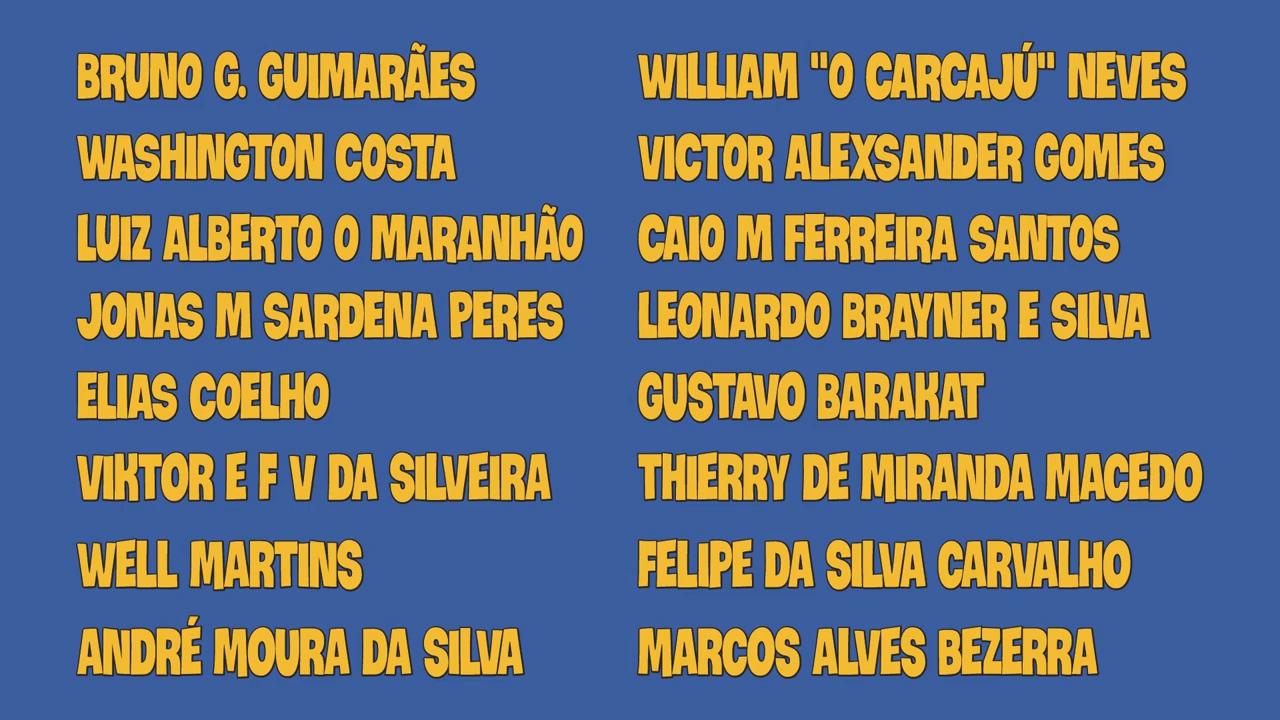 BRUNO G. GUIMARÃES
WASHINGTON COSTA
LUIZ ALBERTO O MARANHÃO
JONAS M SARDENA PERES
ELIAS COELHO
VIKTOR E F V DA SILVEIRA
WELL MARTINS
ANDRÉ MOURA DA SILVA
WILLIAM "O CARCAJÚ" NEVES
VICTOR ALEXSANDER GOMES
CAIO M FERREIRA SANTOS
LEONARDO BRAYNER E SILVA
GUSTAVO BARAKAT
THIERRY DE MIRANDA MACEDO
FELIPE DA SILVA CARVALHO
MARCOS ALVES BEZERRA